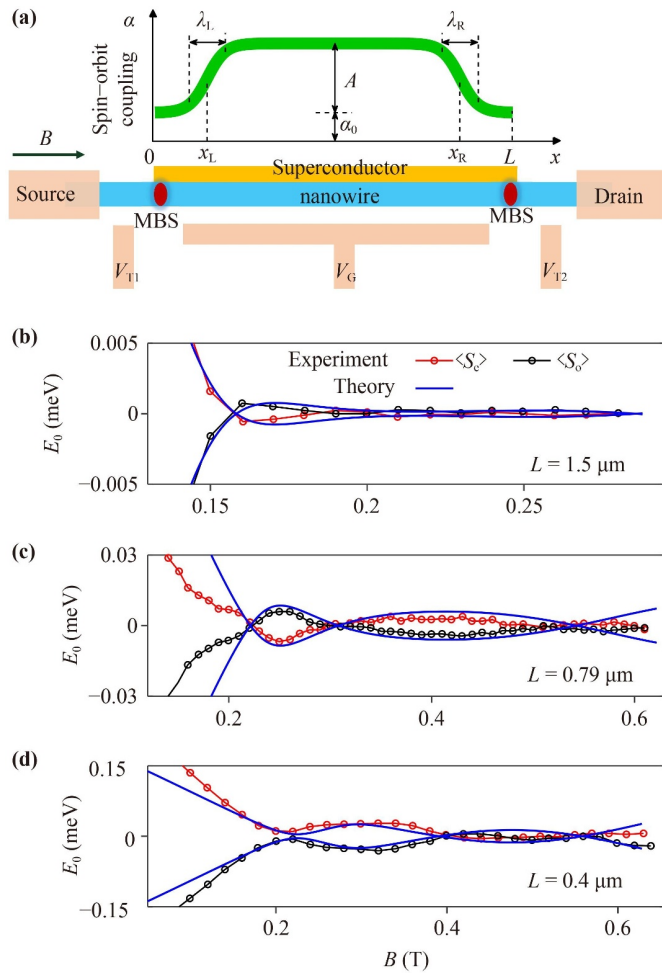 (a)
α
λL
λR
Spin−orbit
coupling
A
α0
B
0
xL
xR
L
x
Superconductor
Source
nanowire
Drain
MBS
MBS
VT1
VG
VT2
(b)
0.005
Experiment
<Se>
<So>
Theory
E0 (meV)
0
L = 1.5 μm
−0.005
0.15
0.2
0.25
(c)
0.03
E0 (meV)
0
L = 0.79 μm
−0.03
0.2
0.4
0.6
(d)
0.15
E0 (meV)
0
L = 0.4 μm
−0.15
0.2
0.4
0.6
B (T)